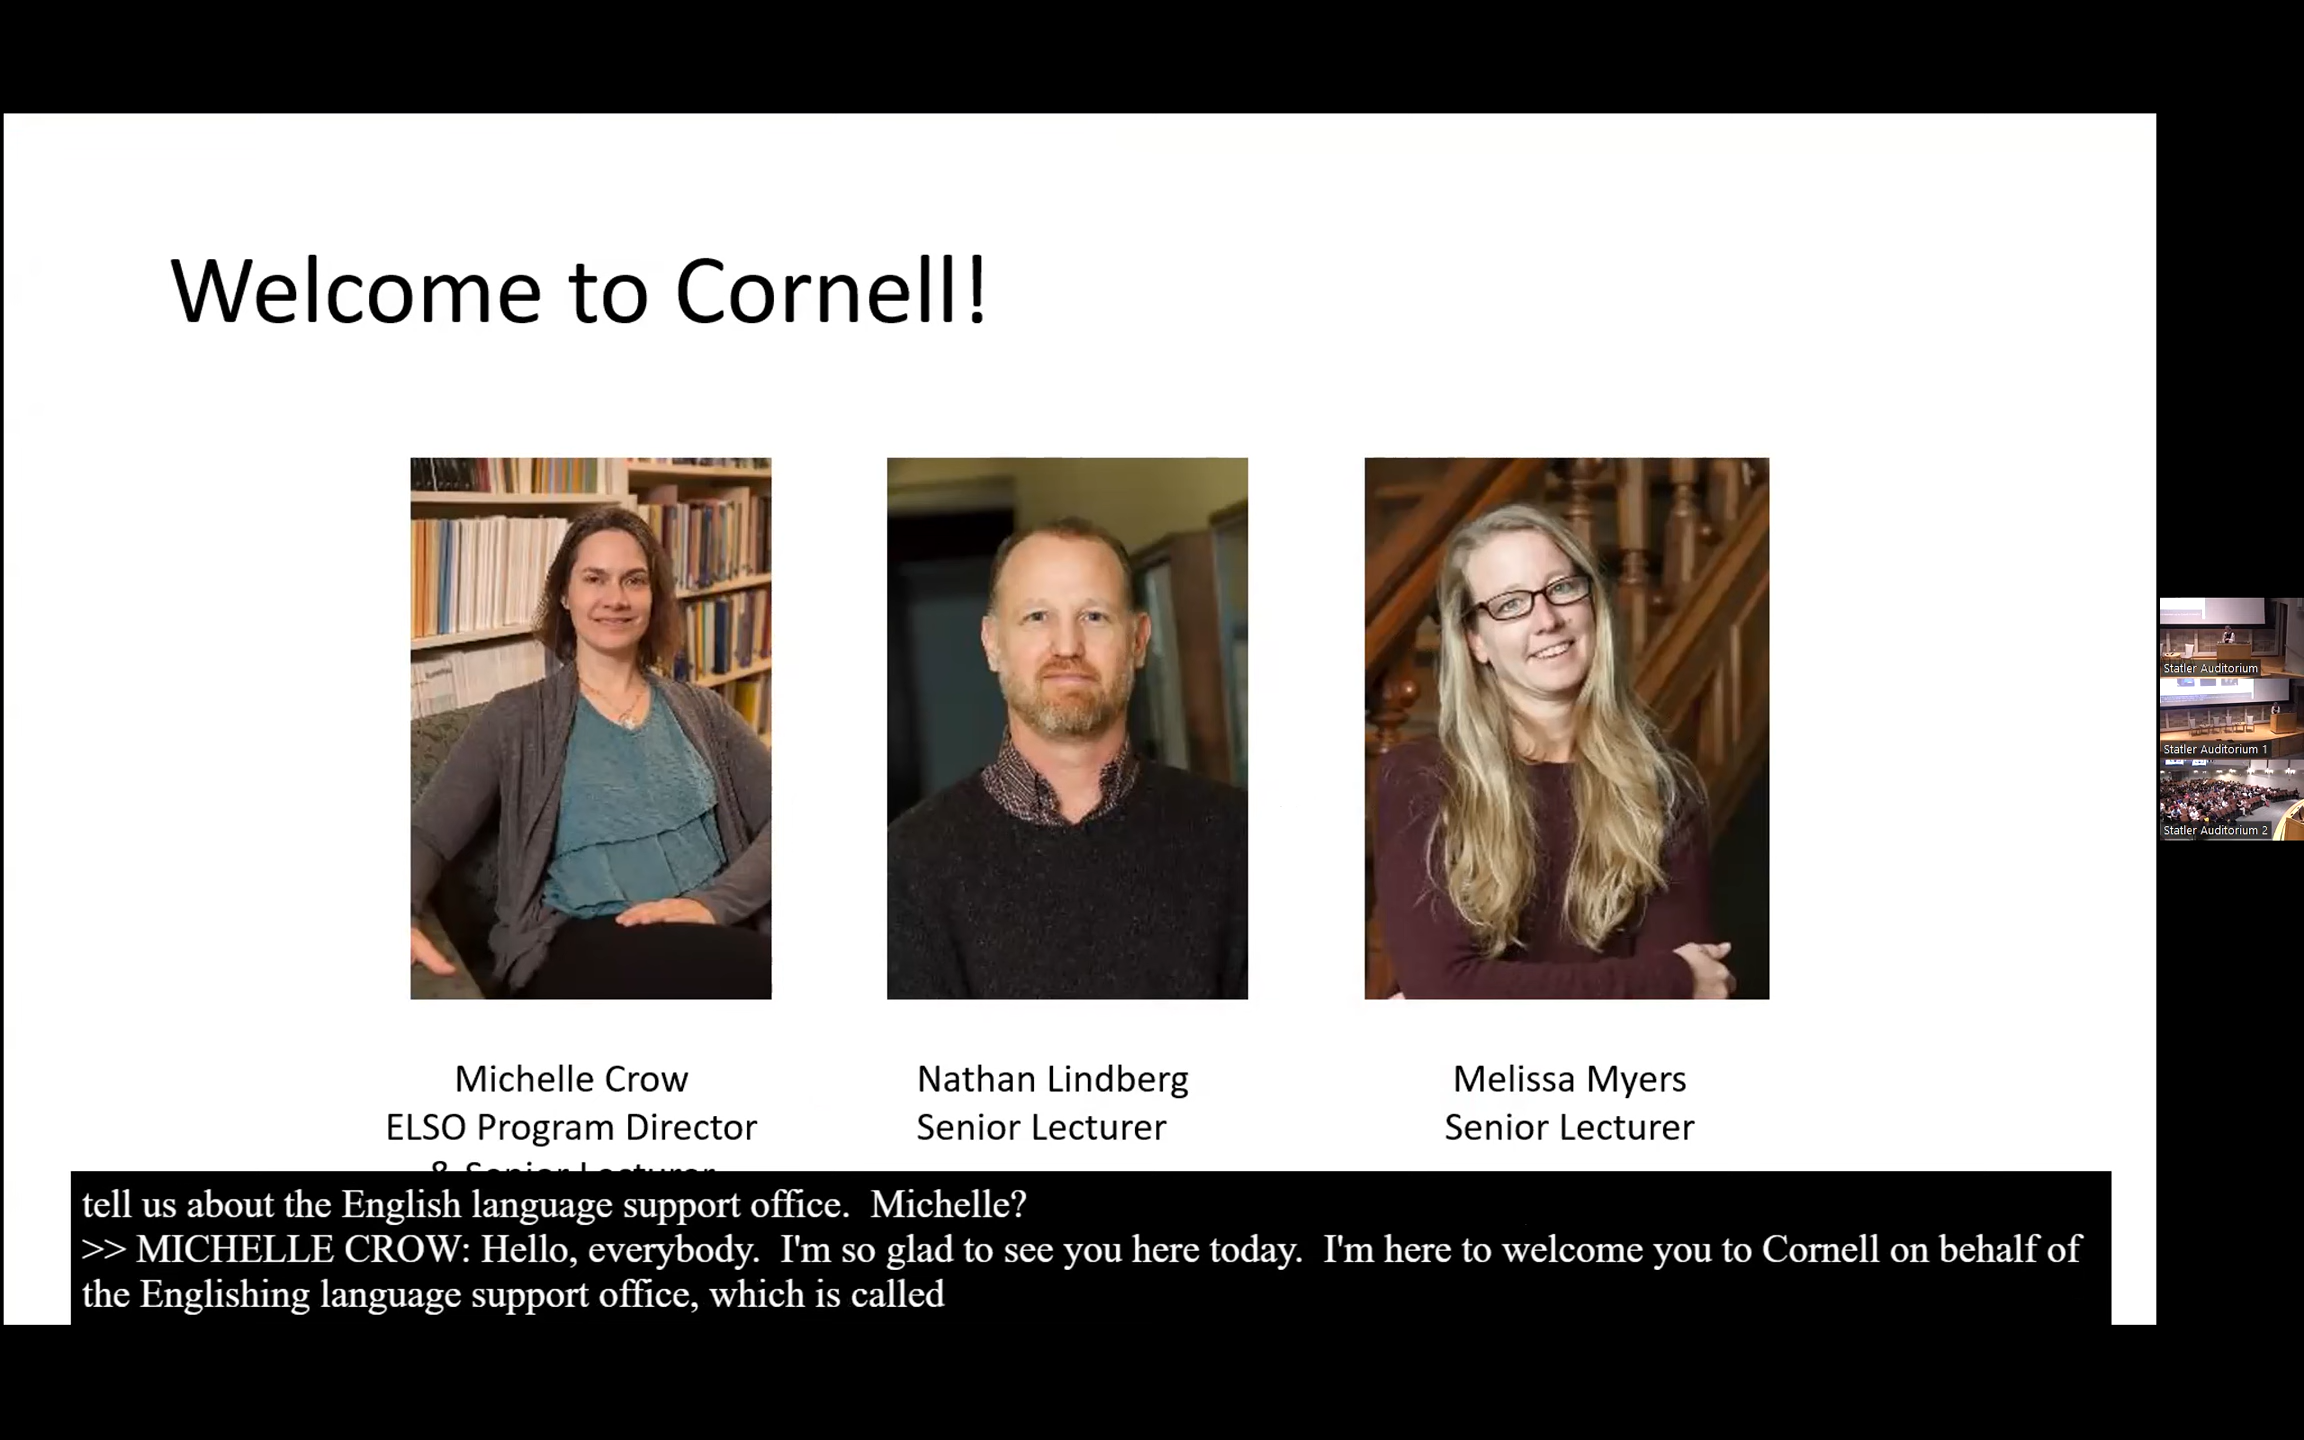 Welcome to Cornell!
Michelle Crow
ELSO Program Director
& Senior Lecturer
Nathan Lindberg
Senior Lecturer
Melissa Myers
Senior Lecturer
tell us about the English language support office.  Michelle?
>> MICHELLE CROW: Hello, everybody.  I'm so glad to see you here today.  I'm here to welcome you to Cornell on behalf of
the Englishing language support office, which is called
Statler Auditorium
Statler Auditorium 1
Statler Auditorium 2